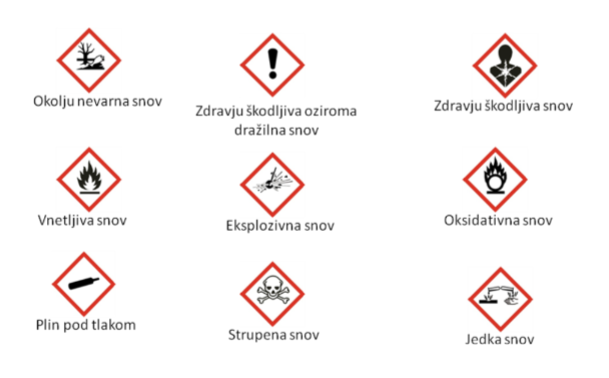 Okolju nevarna snov
Zdravju škodljiva oziroma
dražilna snov
Zdravju škodljiva snov
Vnetljiva snov
Eksplozivna snov
Oksidativna snov
Plin pod tlakom
Strupena snov
Jedka snov